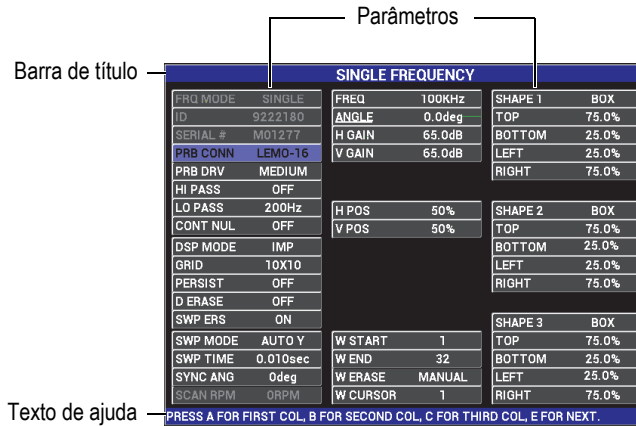 Parâmetros
Barra de título
SINGLE FREQUENCY
FRQ MODE SINGLE FREQ 100KHz SHAPE 1 BOX
ID 9222180 ANGLE 0.0deg TOP 75.0%
SERIAL # M01277 H GAIN 65.0dB BOTTOM 25.0%
PRB CONN LEMO-16 V GAIN 65.0dB LEFT 25.0%
PRB DRV MEDIUM RIGHT 75.0%
HI PASS OFF
LO PASS 200Hz H POS 50% SHAPE 2 BOX
CONT NUL OFF V POS 50% TOP 75.0%
DSP MODE IMP BOTTOM 25.0%
GRID 10X10 LEFT 25.0%
PERSIST OFF RIGHT 75.0%
D ERASE OFF
SWP ERS ON SHAPE 3 BOX
SWP MODE AUTO Y W START 1 TOP 75.0%
SWP TIME 0.010sec W END 32 BOTTOM 25.0%
SYNC ANG 0deg W ERASE MANUAL LEFT 25.0%
SCAN RPM 0RPM W CURSOR 1 RIGHT 75.0%
Texto de ajuda
PRESS A FOR FIRST COL, B FOR SECOND COL, C FOR THIRD COL, E FOR NEXT.